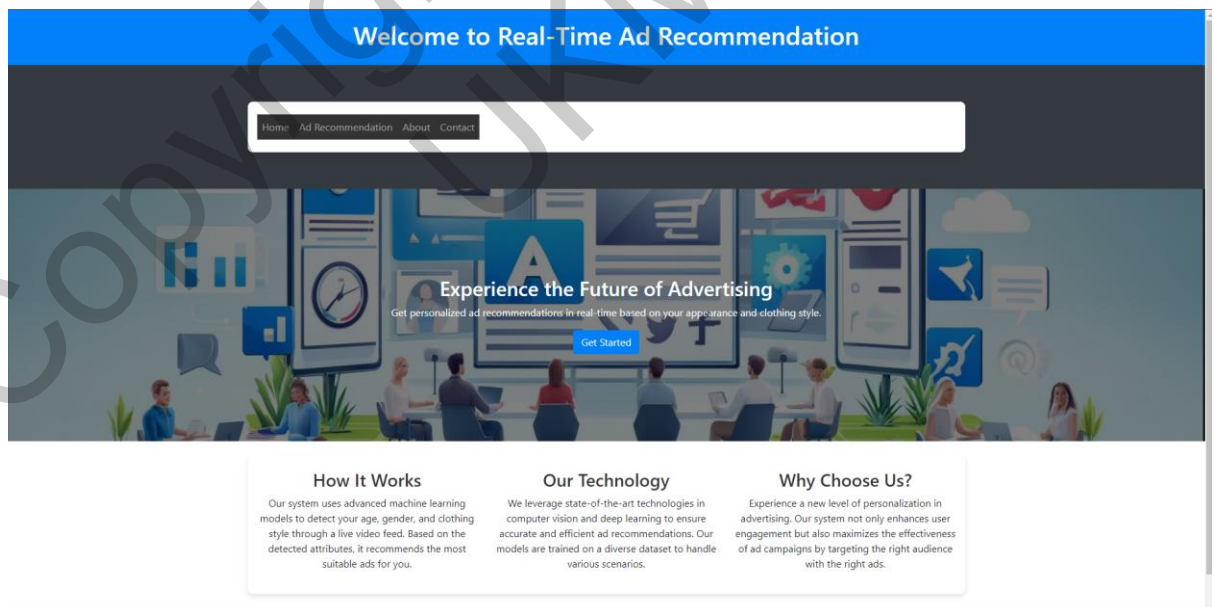 Welcome to Real-Time Ad Recommendation
Home Ad Recommendation About Contact
Experience the Future of Advertising
Get personalized ad recommendations in real-time based on your appearance and clothing style.
Get Started
How It Works
Our system uses advanced machine learning
models to detect your age, gender, and clothing
style through a live video feed. Based on the
detected attributes, it recommends the most
suitable ads for you.
Our Technology
We leverage state-of-the-art technologies in
computer vision and deep learning to ensure
accurate and efficient ad recommendations. Our
models are trained on a diverse dataset to handle
various scenarios.
Why Choose Us?
Experience a new level of personalization in
advertising. Our system not only enhances user
engagement but also maximizes the effectiveness
of ad campaigns by targeting the right audience
with the right ads.